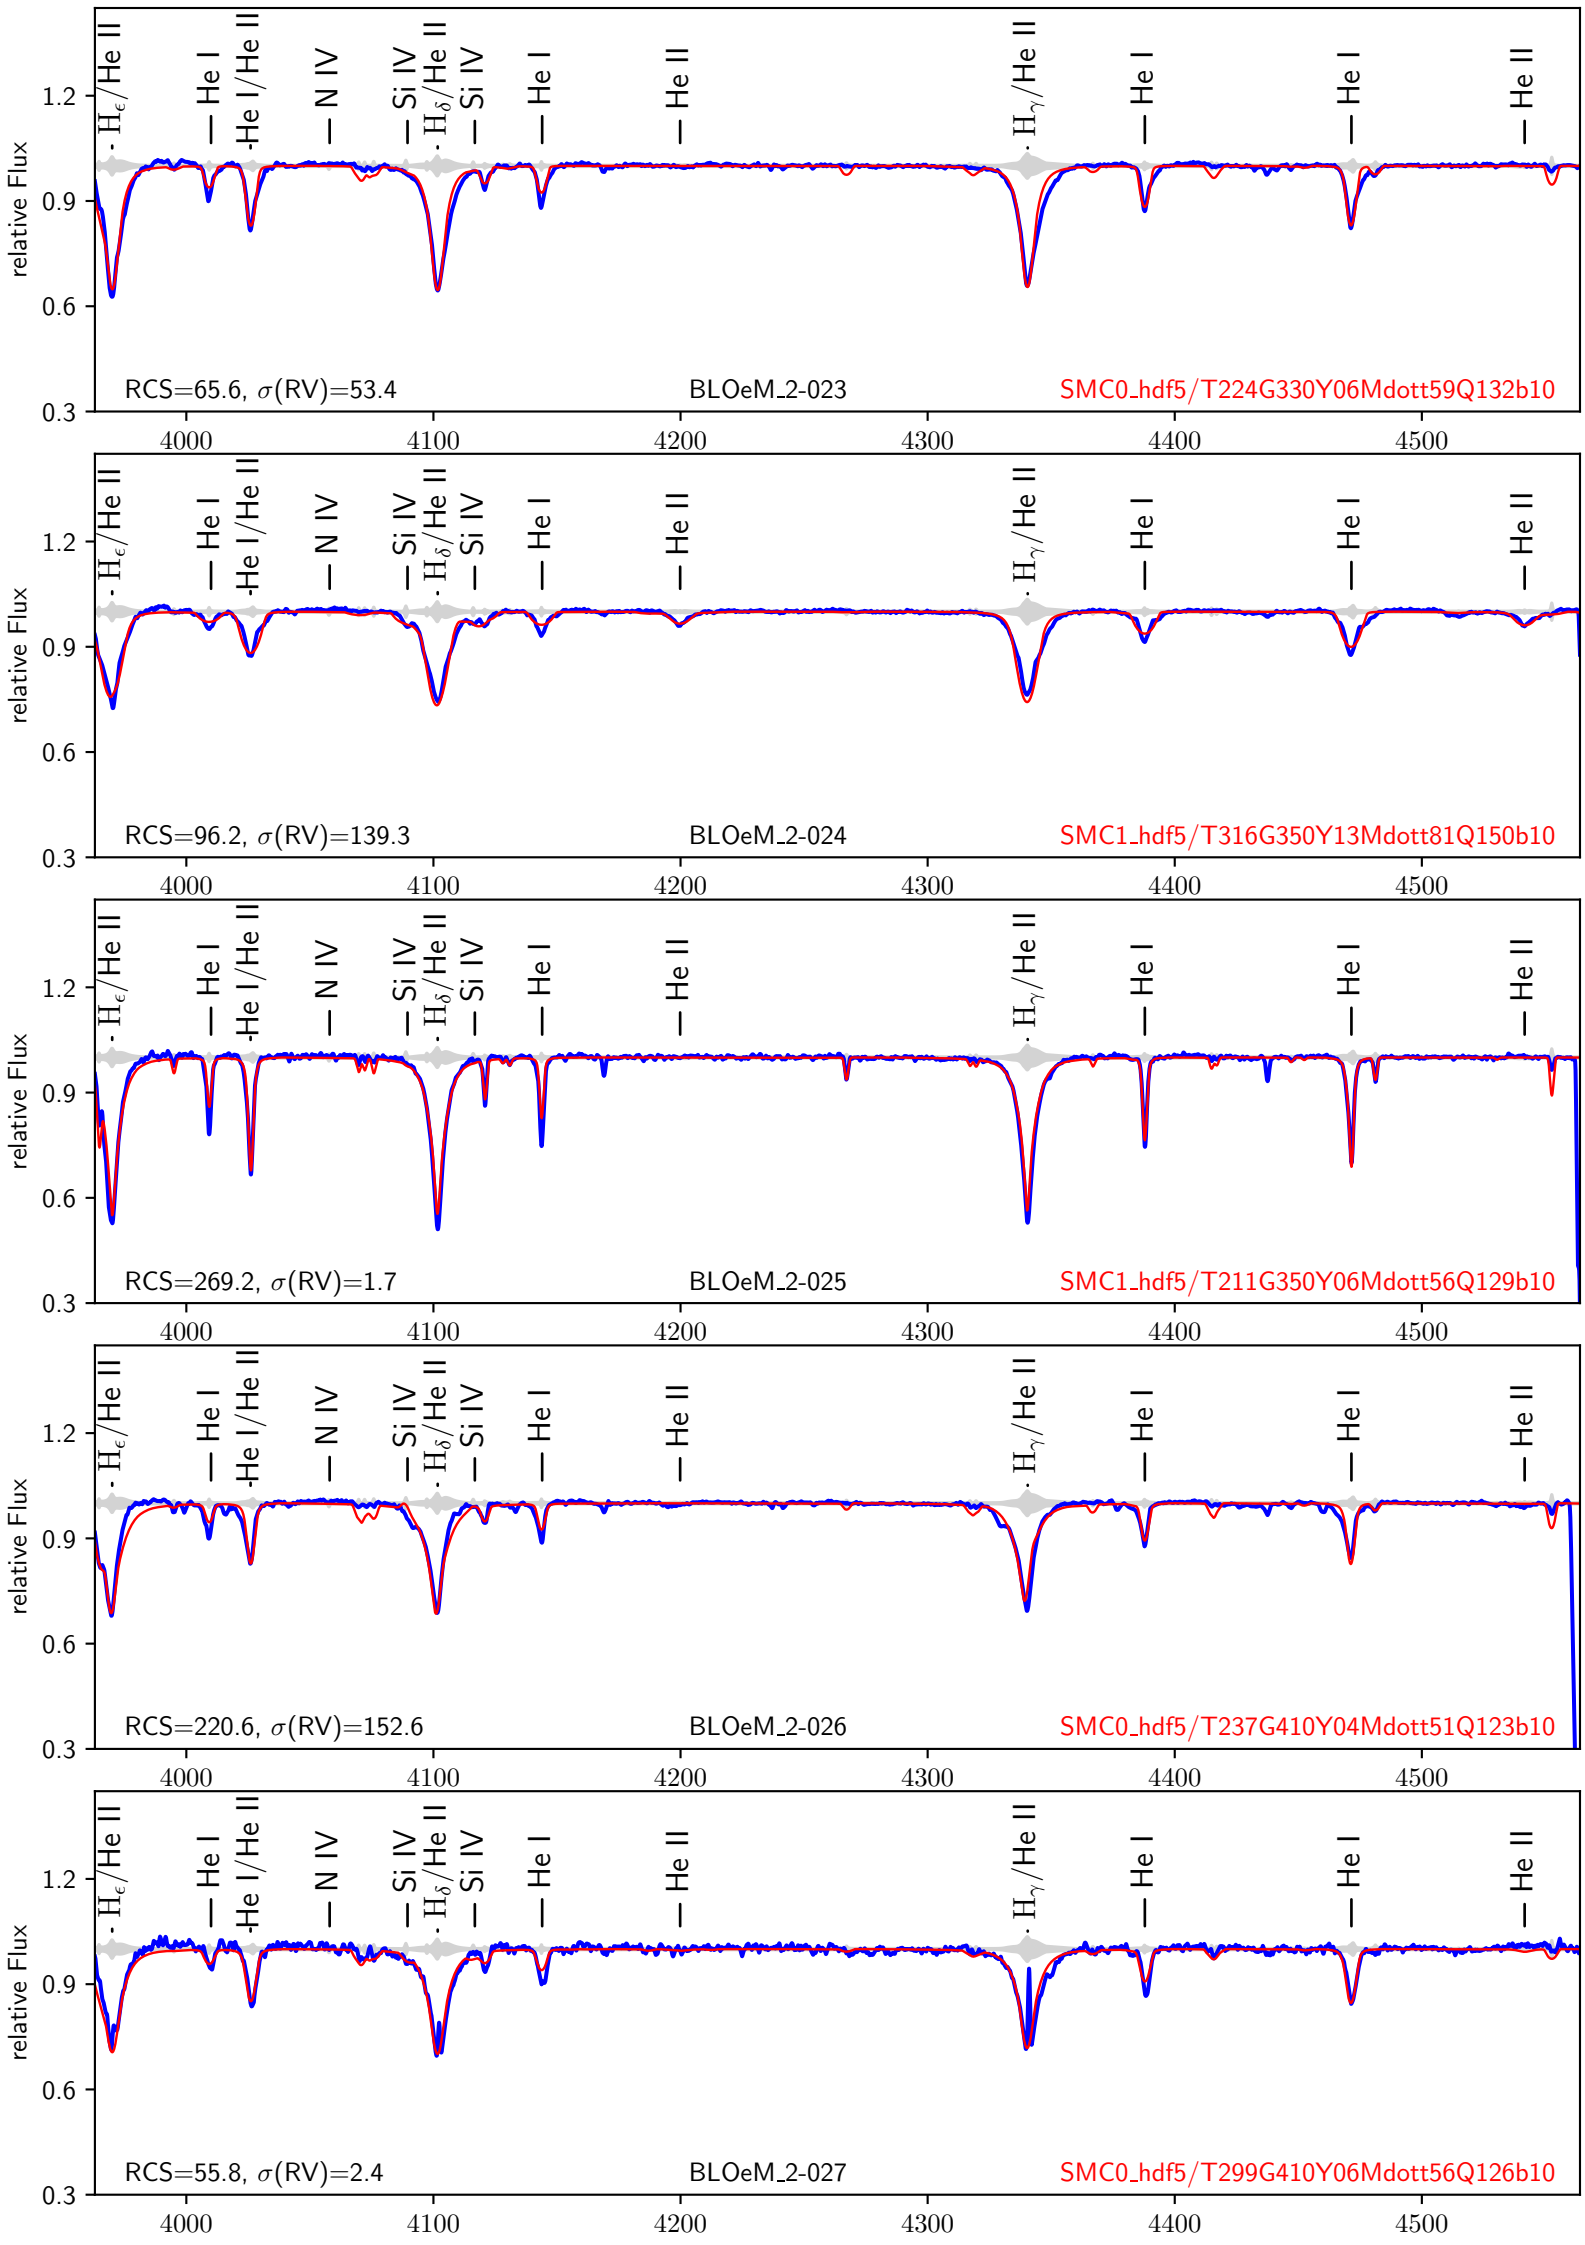 Hϵ/He II
He I
He I/He II
N IV
Si IV
Hδ/He II
Si IV
He I
He II
Hγ/He II
He I
He I
He II
relative Flux
1.2
0.9
0.6
0.3
RCS=65.6, σ(RV)=53.4
BLOeM_2-023
SMC0_hdf5/T224G330Y06Mdott59Q132b10
4000 4100 4200 4300 4400 4500
Hϵ/He II
He I
He I/He II
N IV
Si IV
Hδ/He II
Si IV
He I
He II
Hγ/He II
He I
He I
He II
relative Flux
1.2
0.9
0.6
0.3
RCS=96.2, σ(RV)=139.3
BLOeM_2-024
SMC1_hdf5/T316G350Y13Mdott81Q150b10
4000 4100 4200 4300 4400 4500
Hϵ/He II
He I
He I/He II
N IV
Si IV
Hδ/He II
Si IV
He I
He II
Hγ/He II
He I
He I
He II
relative Flux
1.2
0.9
0.6
0.3
RCS=269.2, σ(RV)=1.7
BLOeM_2-025
SMC1_hdf5/T211G350Y06Mdott56Q129b10
4000 4100 4200 4300 4400 4500
Hϵ/He II
He I
He I/He II
N IV
Si IV
Hδ/He II
Si IV
He I
He II
Hγ/He II
He I
He I
He II
relative Flux
1.2
0.9
0.6
0.3
RCS=220.6, σ(RV)=152.6
BLOeM_2-026
SMC0_hdf5/T237G410Y04Mdott51Q123b10
4000 4100 4200 4300 4400 4500
Hϵ/He II
He I
He I/He II
N IV
Si IV
Hδ/He II
Si IV
He I
He II
Hγ/He II
He I
He I
He II
relative Flux
1.2
0.9
0.6
0.3
RCS=55.8, σ(RV)=2.4
BLOeM_2-027
SMC0_hdf5/T299G410Y06Mdott56Q126b10
4000 4100 4200 4300 4400 4500